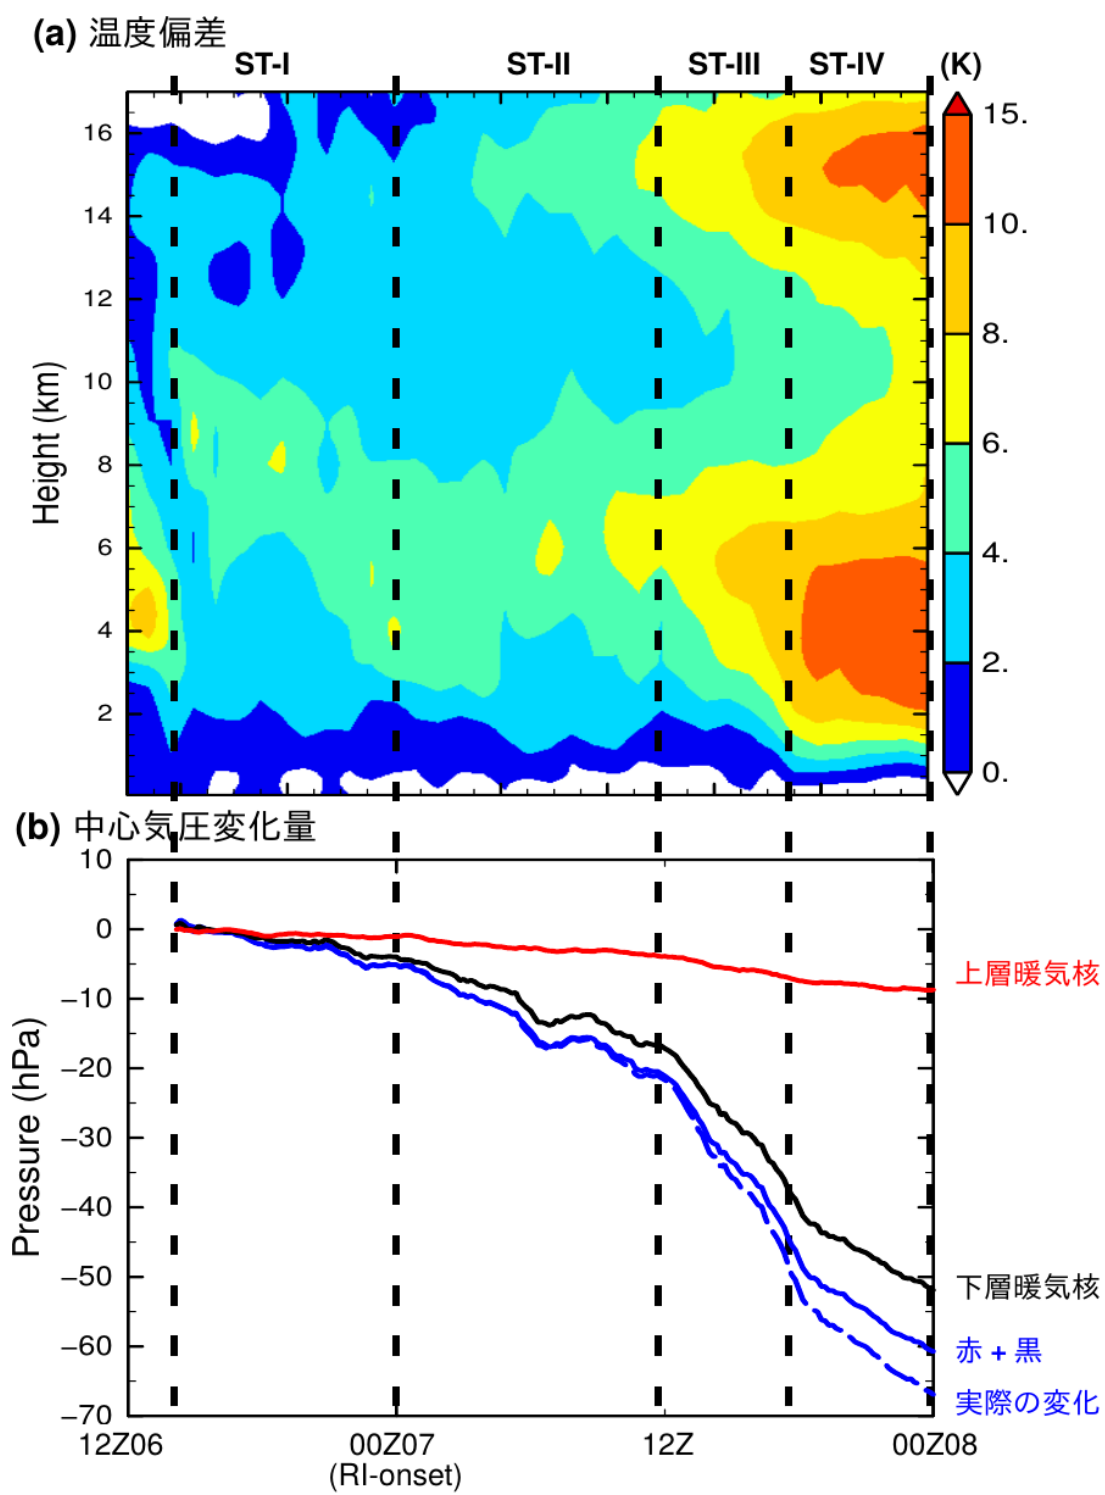 (a) 温度偏差
ST-I ST-II ST-III ST-IV (K)
16
14
12
10
8
6
4
2
Height (km)
15.
10.
8.
6.
4.
2.
0.
(b) 中心気圧変化量
10
0
−10
−20
−30
−40
−50
−60
−70
Pressure (hPa)
上層暖気核
下層暖気核
赤 + 黒
実際の変化
12Z06 00Z07 12Z 00Z08
(RI-onset)